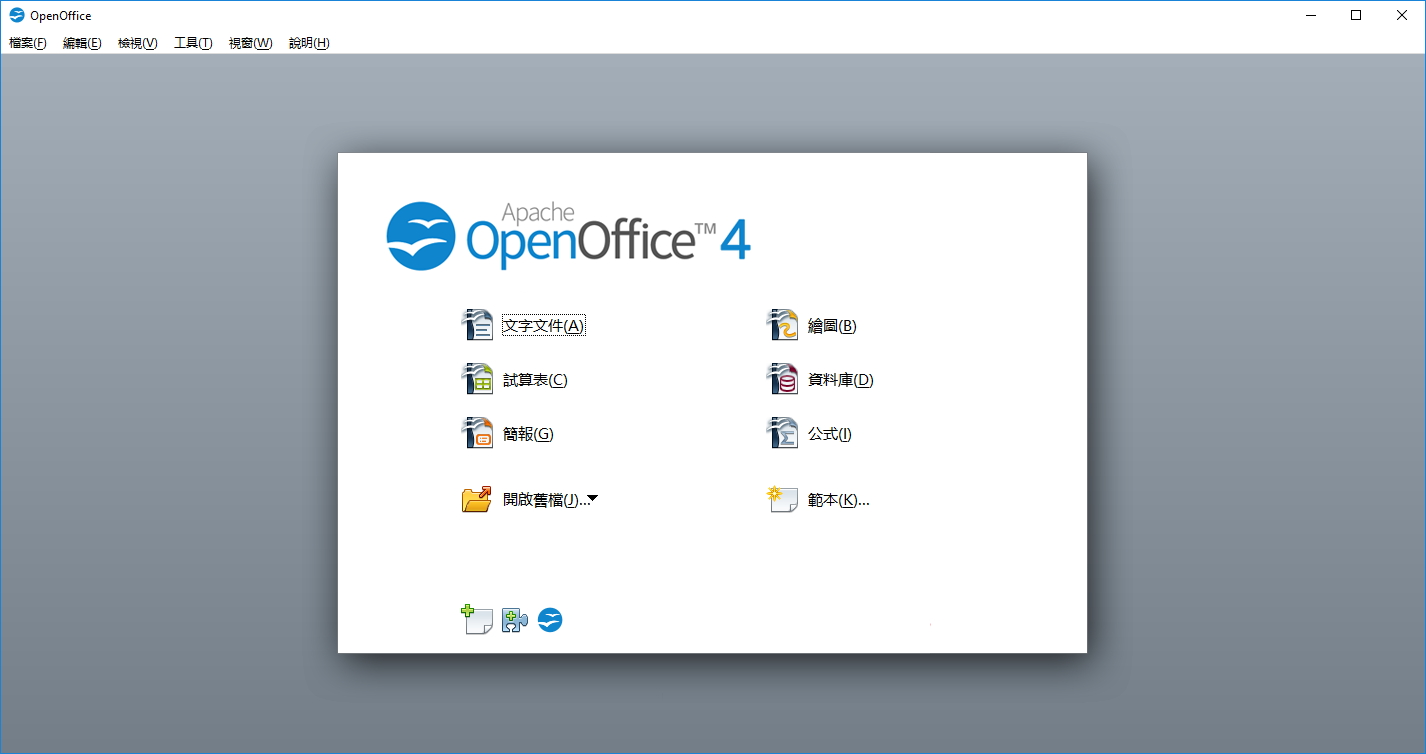 OpenOffice
檔案(F) 編輯(E) 檢視(V) 工具(T) 視窗(W) 說明(H)
Apache
OpenOffice™ 4
文字文件(A) 繪圖(B)
試算表(C) 資料庫(D)
簡報(G) 公式(I)
開啟舊檔(J)... 範本(K)...